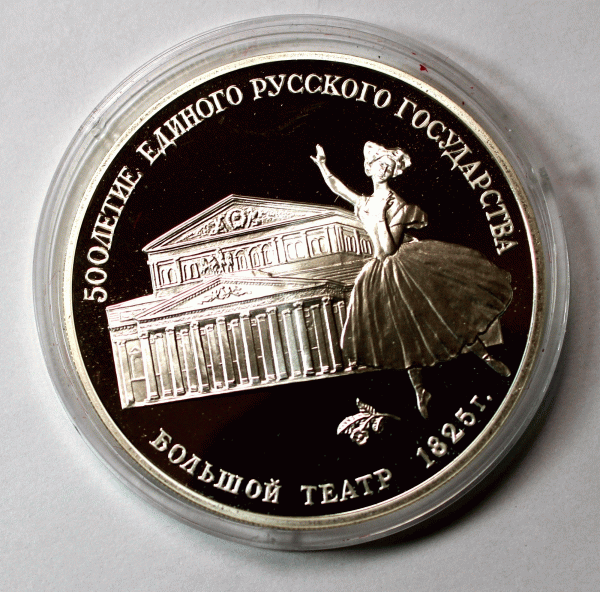 500ЛЕТИЕ ЕДИНОГО РУССКОГО ГОСУДАРСТВА
БОЛЬШОЙ ТЕАТР 1825г.